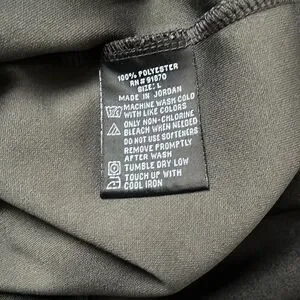 100% POLYESTER
RN# 91870
SIZE: L
MADE IN JORDAN
MACHINE WASH COLD
WITH LIKE COLORS
ONLY NON-CHLORINE
BLEACH WHEN NEEDED
DO NOT USE SOFTENERS
REMOVE PROMPTLY
AFTER WASH
TUMBLE DRY LOW
TOUCH UP WITH
COOL IRON